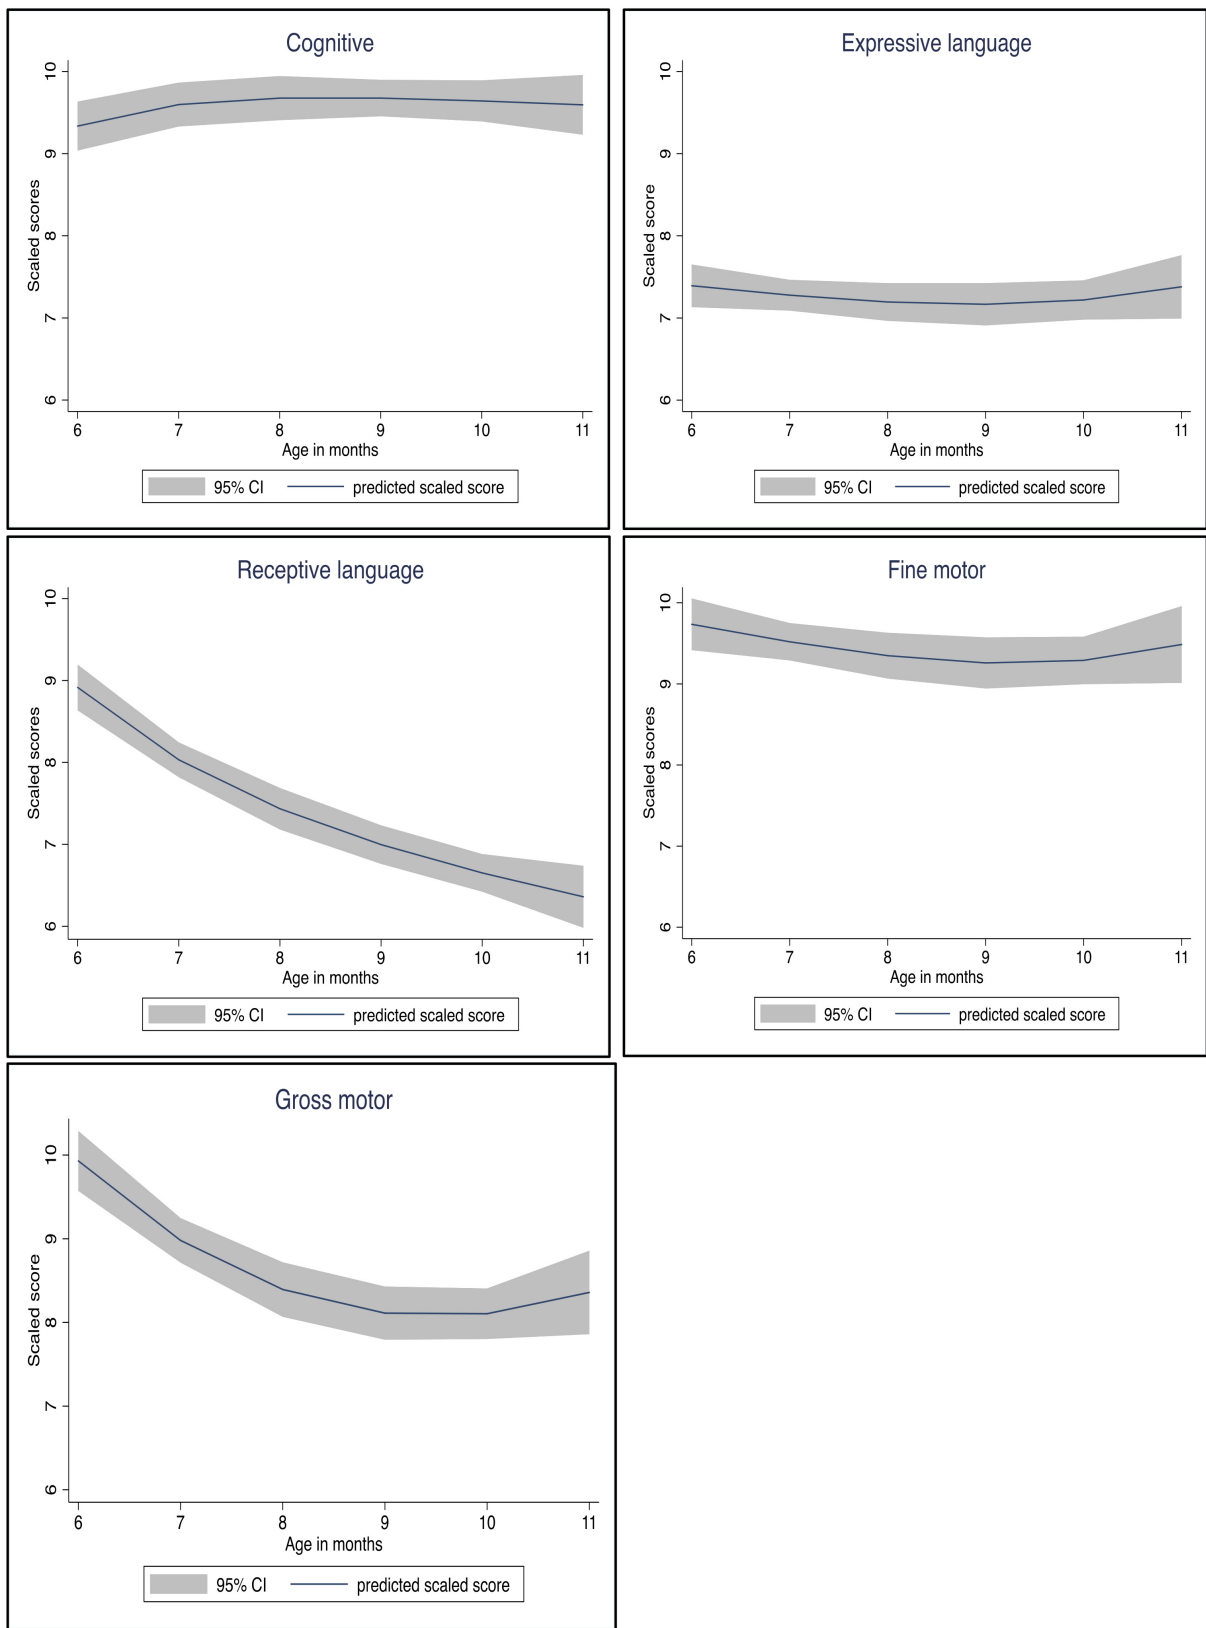 Cognitive
10
9
8
7
6
Scaled scores
6 7 8 9 10 11
Age in months
95% CI predicted scaled score
Expressive language
10
9
8
7
6
Scaled score
6 7 8 9 10 11
Age in months
95% CI predicted scaled score
Receptive language
10
9
8
7
6
Scaled scores
6 7 8 9 10 11
Age in months
95% CI predicted scaled score
Fine motor
10
9
8
7
6
Scaled scores
6 7 8 9 10 11
Age in months
95% CI predicted scaled score
Gross motor
10
9
8
7
6
Scaled score
6 7 8 9 10 11
Age in months
95% CI predicted scaled score